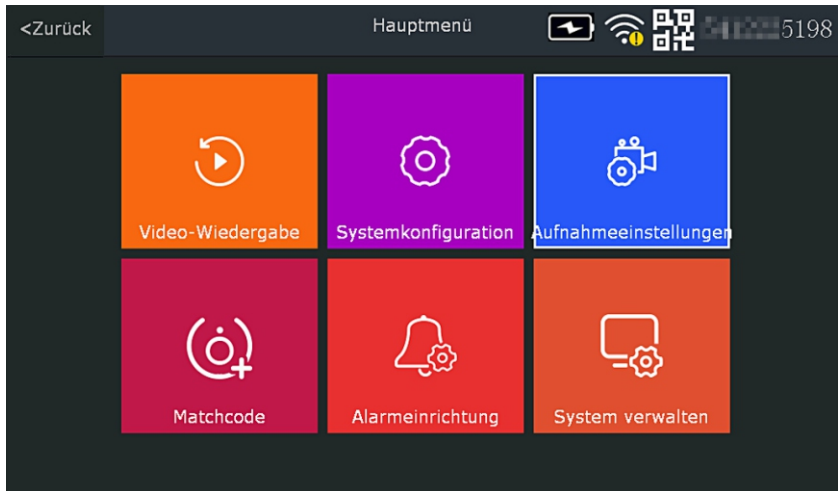 <Zurück
Hauptmenü
5198
Video-Wiedergabe
Systemkonfiguration
Aufnahmeeinstellungen
Matchcode
Alarmeinrichtung
System verwalten